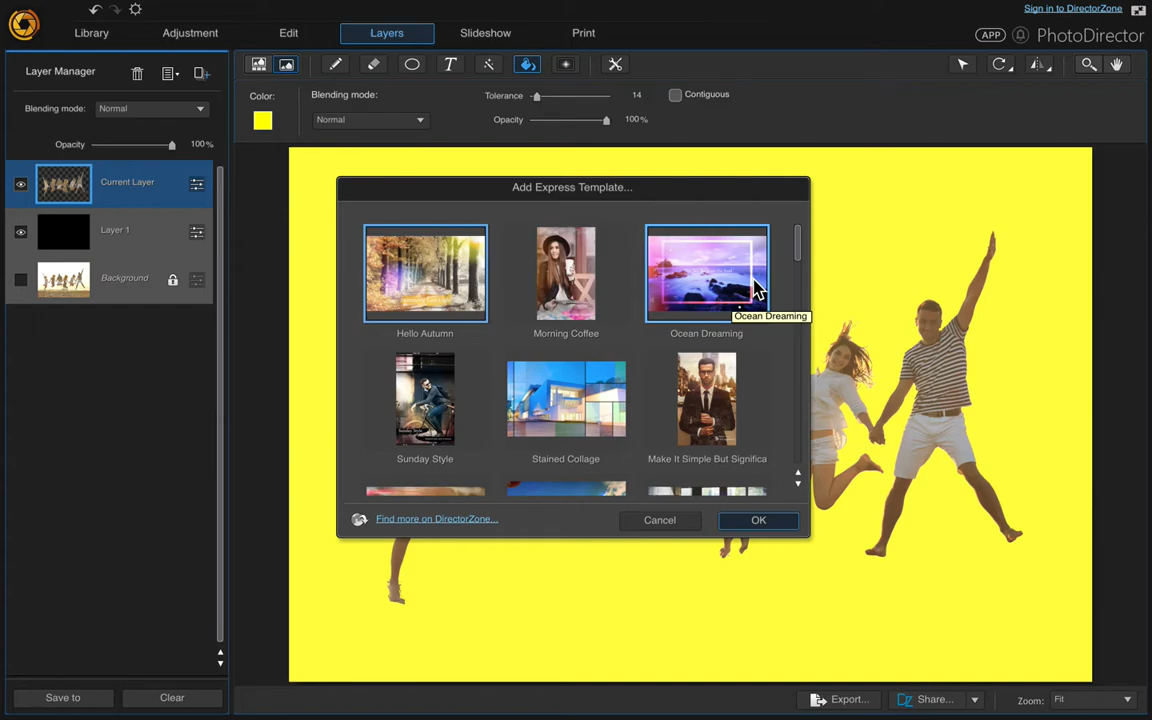 Sign in to DirectorZone
Library
Adjustment
Edit
Layers
Slideshow
Print
APP
PhotoDirector
Layer Manager
Blending mode: Normal
Opacity 100%
Color:
Blending mode:
Normal
Tolerance 14
Opacity 100%
Contiguous
Current Layer
Layer 1
Background
Add Express Template...
Hello Autumn
Morning Coffee
Ocean Dreaming
Ocean Dreaming
Sunday Style
Stained Collage
Make It Simple But Significa
Find more on DirectorZone...
Cancel
OK
Save to
Clear
Export...
Share...
Zoom: Fit